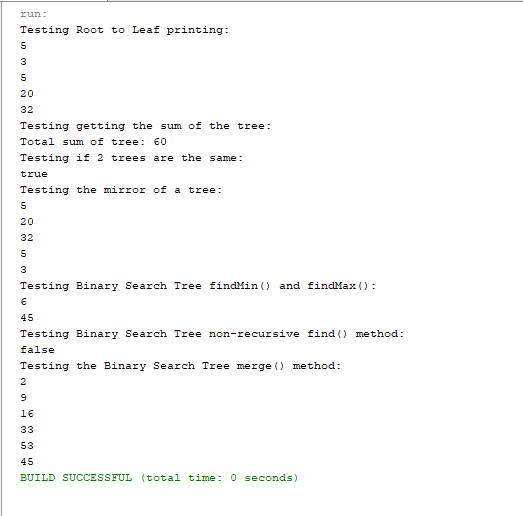 run:
Testing Root to Leaf printing:
5
3
5
20
32
Testing getting the sum of the tree:
Total sum of tree: 60
Testing if 2 trees are the same:
true
Testing the mirror of a tree:
5
20
32
5
3
Testing Binary Search Tree findMin() and findMax():
6
45
Testing Binary Search Tree non-recursive find() method:
false
Testing the Binary Search Tree merge() method:
2
9
16
33
53
45
BUILD SUCCESSFUL (total time: 0 seconds)